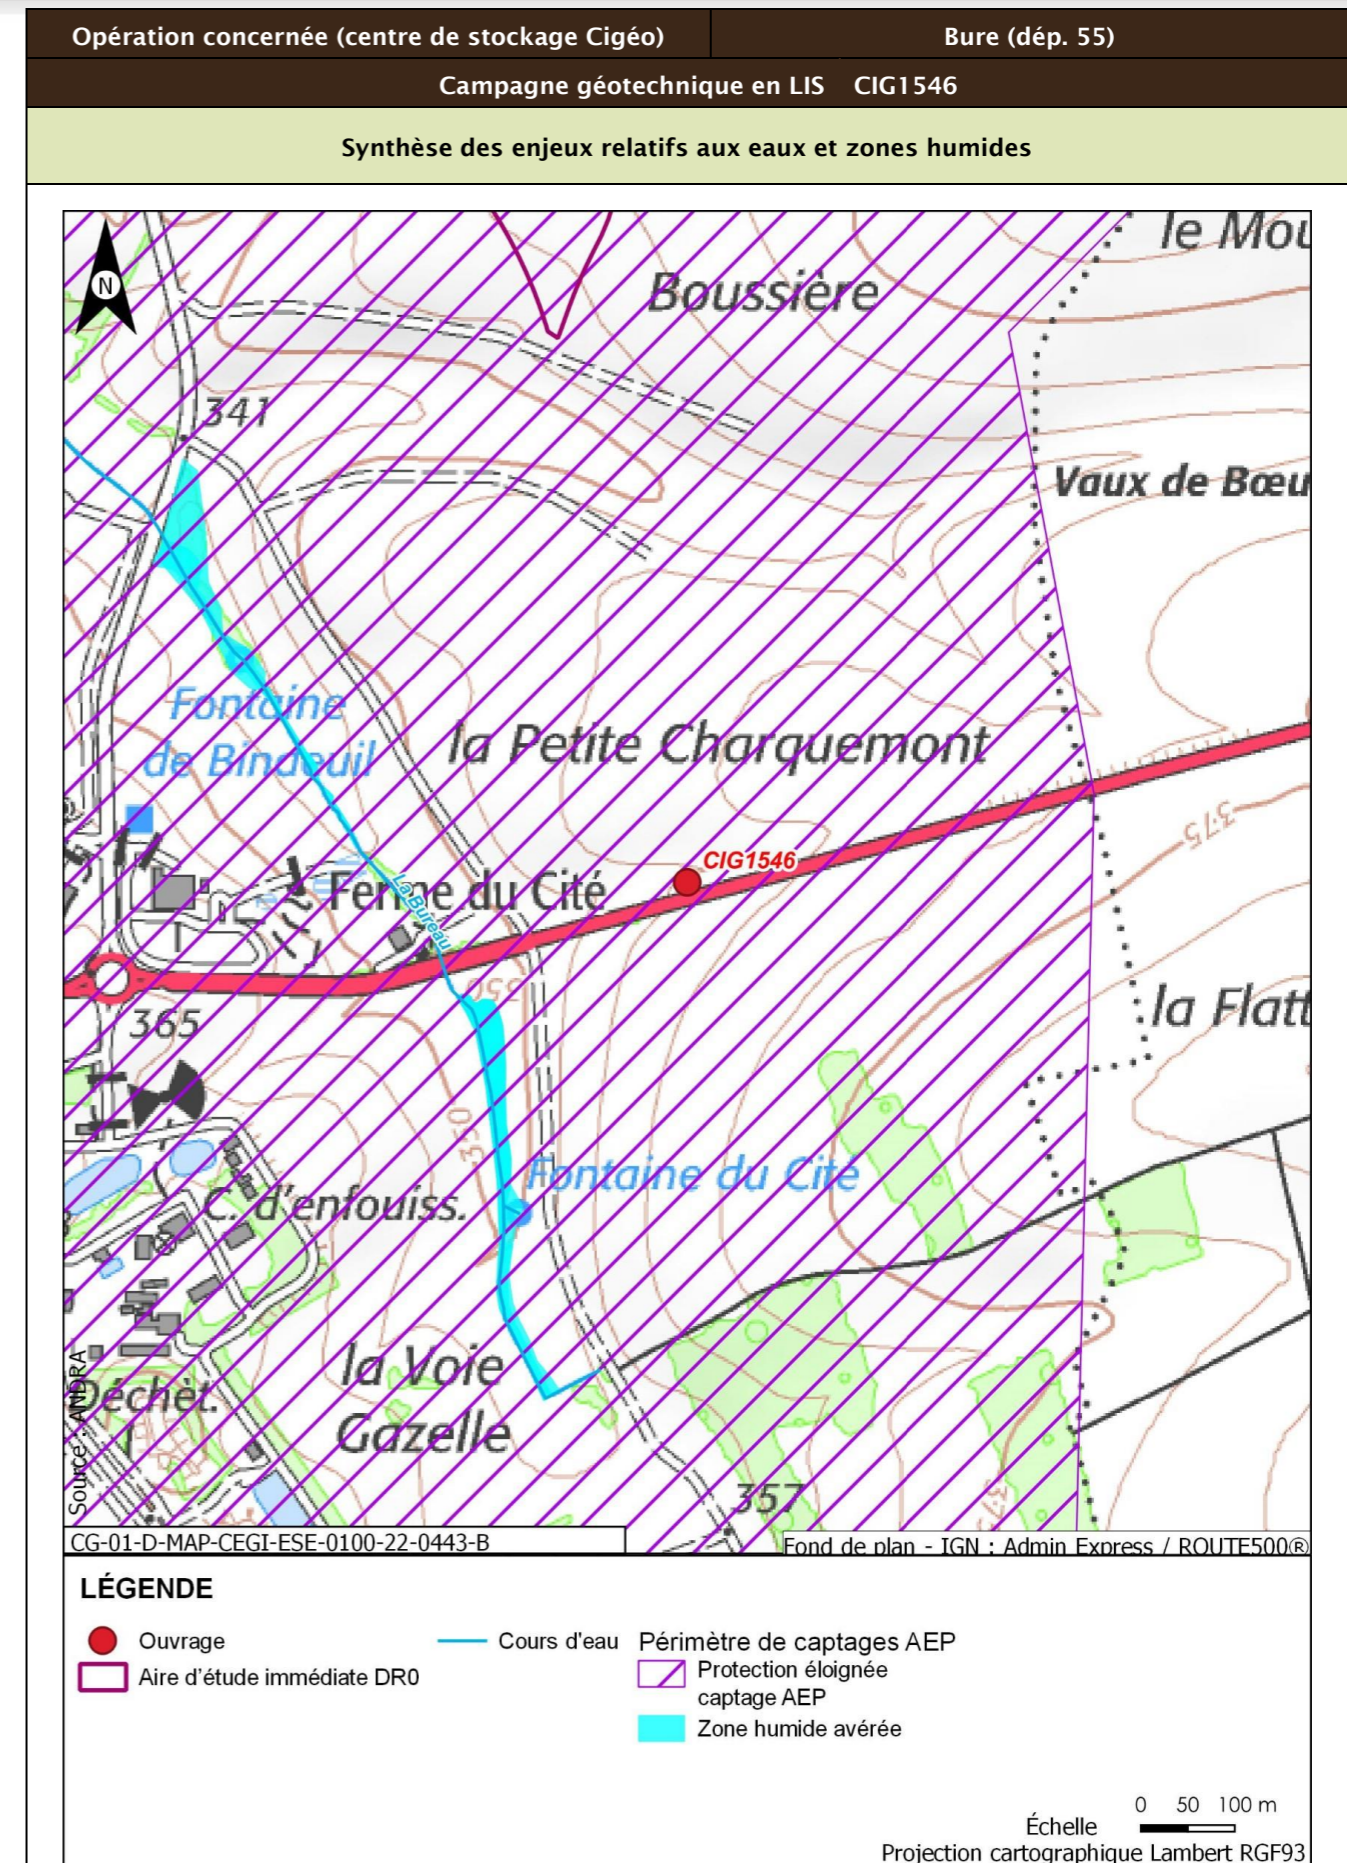 Opération concernée (centre de stockage Cigéo)
Bure (dép. 55)
Campagne géotechnique en LIS CIG1546
Synthèse des enjeux relatifs aux eaux et zones humides
N
le Mou
Boussière
341
Vaux de Bœu
Fontaine
de Bindeuil
la Petite Charquemont
375
CIG1546
Ferme du Cité
La Bureau
350
365
la Flatt
350
Fontaine du Cité
C. d'enfouiss.
la Voie
Gazelle
Déchèt.
357
375
Source : ANDRA
CG-01-D-MAP-CEGI-ESE-0100-22-0443-B
Fond de plan - IGN : Admin Express / ROUTE500®
LÉGENDE
Ouvrage
Aire d'étude immédiate DR0
Cours d'eau
Périmètre de captages AEP
Protection éloignée
captage AEP
Zone humide avérée
0 50 100 m
Échelle
Projection cartographique Lambert RGF93